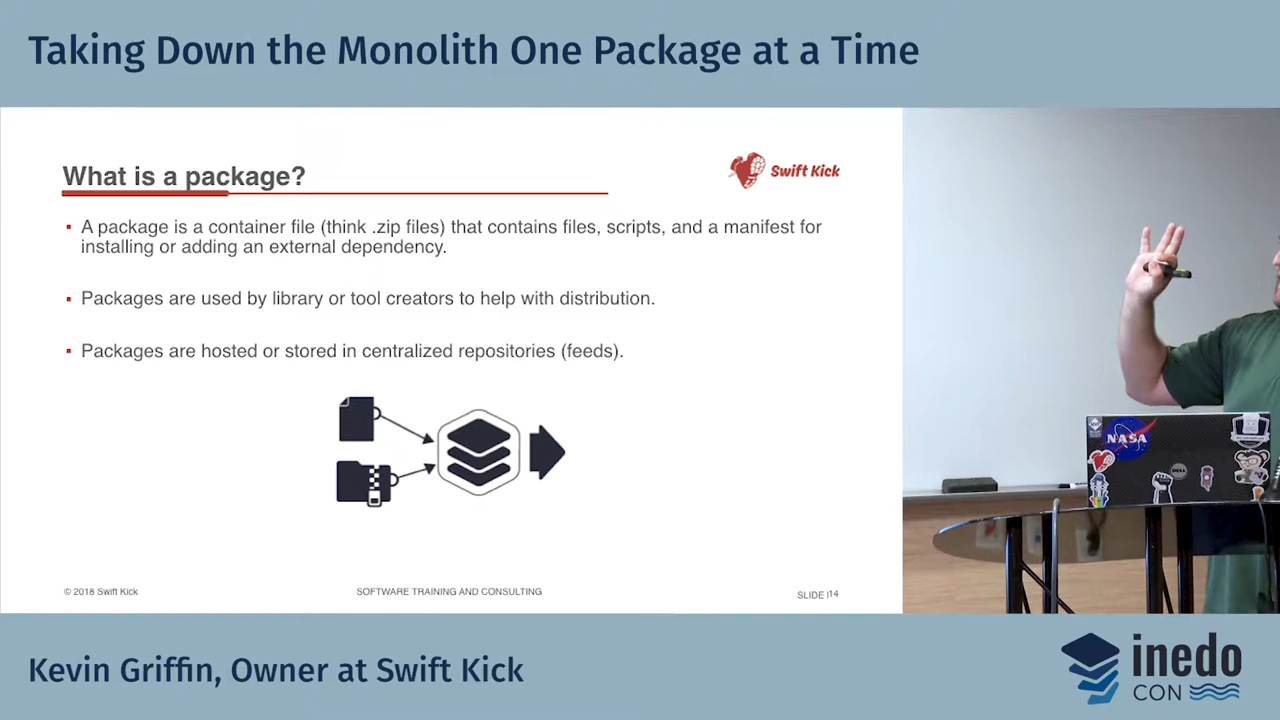 Taking Down the Monolith One Package at a Time
What is a package?
Swift Kick
A package is a container file (think .zip files) that contains files, scripts, and a manifest for
installing or adding an external dependency.
Packages are used by library or tool creators to help with distribution.
Packages are hosted or stored in centralized repositories (feeds).
NASA
© 2018 Swift Kick
SOFTWARE TRAINING AND CONSULTING
SLIDE |14
Kevin Griffin, Owner at Swift Kick
inedo
CON